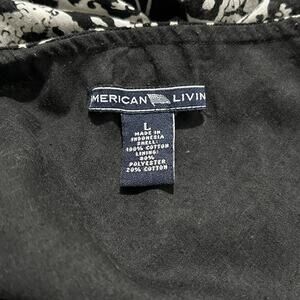 MERICAN LIVIN
L
MADE IN
INDONESIA
SHELL:
100% COTTON
LINING:
80%
POLYESTER
20% COTTON